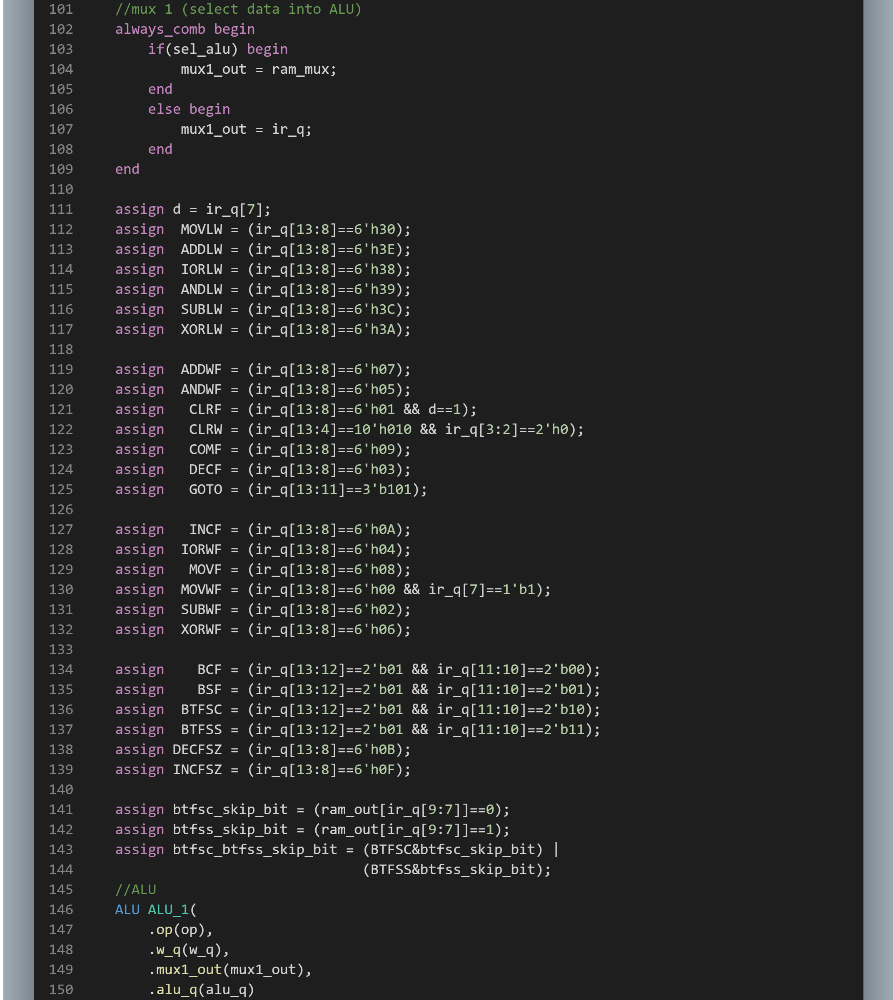 101     //mux 1 (select data into ALU)
102     always_comb begin
103         if(sel_alu) begin
104             mux1_out = ram_mux;
105         end
106         else begin
107             mux1_out = ir_q;
108         end
109     end
110
111     assign d = ir_q[7];
112     assign  MOVLW = (ir_q[13:8]==6'h30);
113     assign  ADDLW = (ir_q[13:8]==6'h3E);
114     assign  IORLW = (ir_q[13:8]==6'h38);
115     assign  ANDLW = (ir_q[13:8]==6'h39);
116     assign  SUBLW = (ir_q[13:8]==6'h3C);
117     assign  XORLW = (ir_q[13:8]==6'h3A);
118
119     assign  ADDWF = (ir_q[13:8]==6'h07);
120     assign  ANDWF = (ir_q[13:8]==6'h05);
121     assign   CLRF = (ir_q[13:8]==6'h01 && d==1);
122     assign   CLRW = (ir_q[13:4]==10'h010 && ir_q[3:2]==2'h0);
123     assign   COMF = (ir_q[13:8]==6'h09);
124     assign   DECF = (ir_q[13:8]==6'h03);
125     assign   GOTO = (ir_q[13:11]==3'b101);
126
127     assign   INCF = (ir_q[13:8]==6'h0A);
128     assign  IORWF = (ir_q[13:8]==6'h04);
129     assign   MOVF = (ir_q[13:8]==6'h08);
130     assign  MOVWF = (ir_q[13:8]==6'h00 && ir_q[7]==1'b1);
131     assign  SUBWF = (ir_q[13:8]==6'h02);
132     assign  XORWF = (ir_q[13:8]==6'h06);
133
134     assign    BCF = (ir_q[13:12]==2'b01 && ir_q[11:10]==2'b00);
135     assign    BSF = (ir_q[13:12]==2'b01 && ir_q[11:10]==2'b01);
136     assign  BTFSC = (ir_q[13:12]==2'b01 && ir_q[11:10]==2'b10);
137     assign  BTFSS = (ir_q[13:12]==2'b01 && ir_q[11:10]==2'b11);
138     assign DECFSZ = (ir_q[13:8]==6'h0B);
139     assign INCFSZ = (ir_q[13:8]==6'h0F);
140
141     assign btfsc_skip_bit = (ram_out[ir_q[9:7]]==0);
142     assign btfss_skip_bit = (ram_out[ir_q[9:7]]==1);
143     assign btfsc_btfss_skip_bit = (BTFSC&btfsc_skip_bit) |
144                                   (BTFSS&btfss_skip_bit);
145     //ALU
146     ALU ALU_1(
147         .op(op),
148         .w_q(w_q),
149         .mux1_out(mux1_out),
150         .alu_q(alu_q)